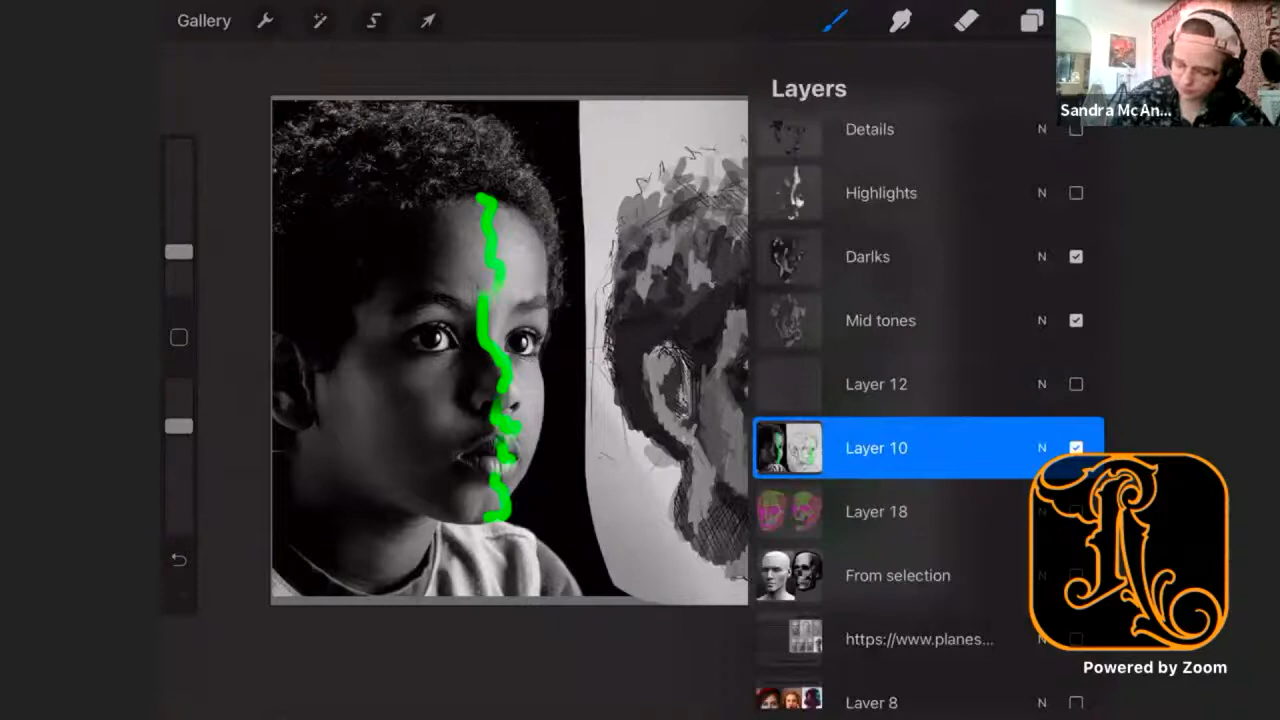 Gallery
Layers
Details N
Highlights N
Darlks N
Mid tones N
Layer 12 N
Layer 10 N
Layer 18
From selection N
https://www.planes... N
Layer 8 N
Sandra McAn...
Powered by Zoom